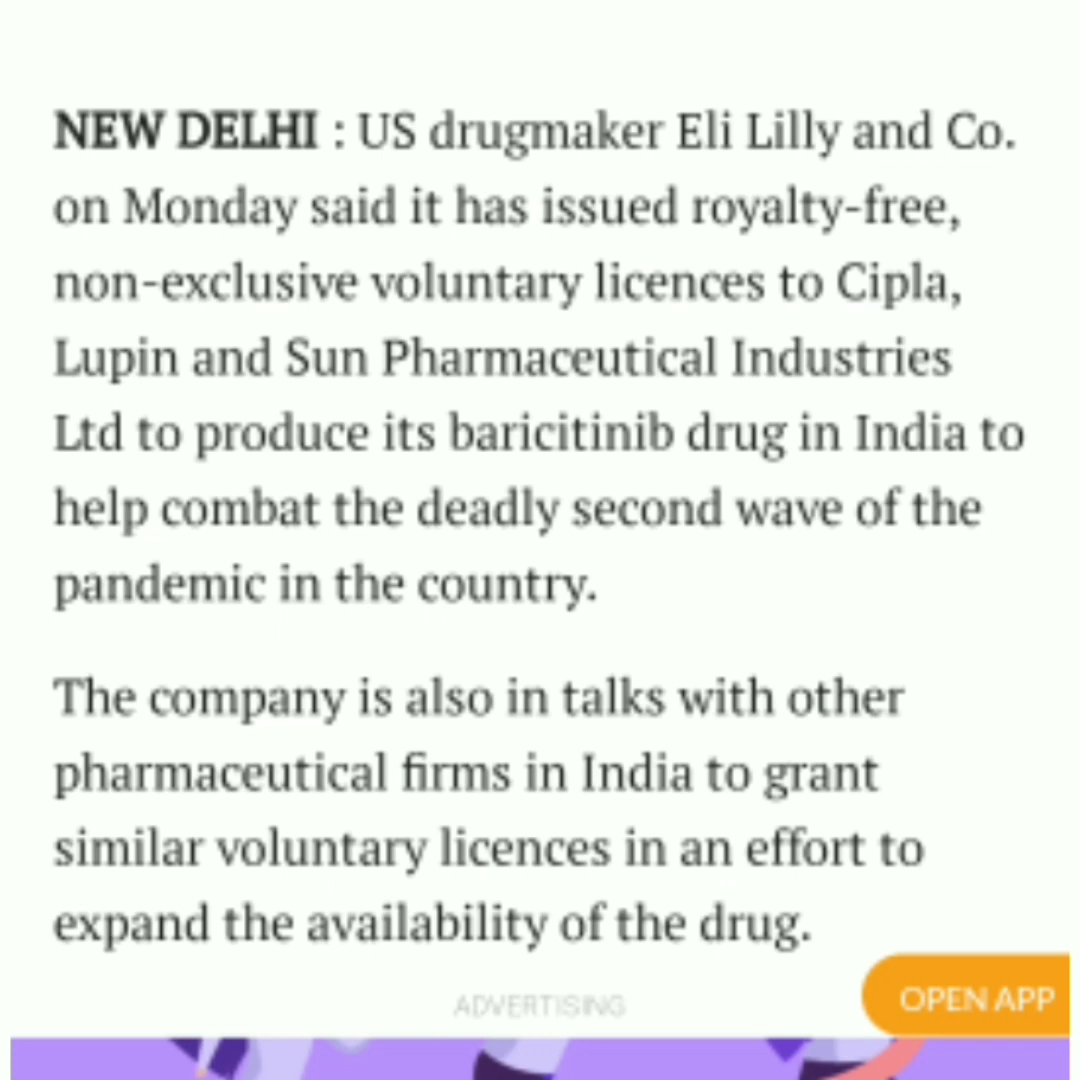 NEW DELHI : US drugmaker Eli Lilly and Co.
on Monday said it has issued royalty-free,
non-exclusive voluntary licences to Cipla,
Lupin and Sun Pharmaceutical Industries
Ltd to produce its baricitinib drug in India to
help combat the deadly second wave of the
pandemic in the country.
The company is also in talks with other
pharmaceutical firms in India to grant
similar voluntary licences in an effort to
expand the availability of the drug.
ADVERTISING
OPEN APP